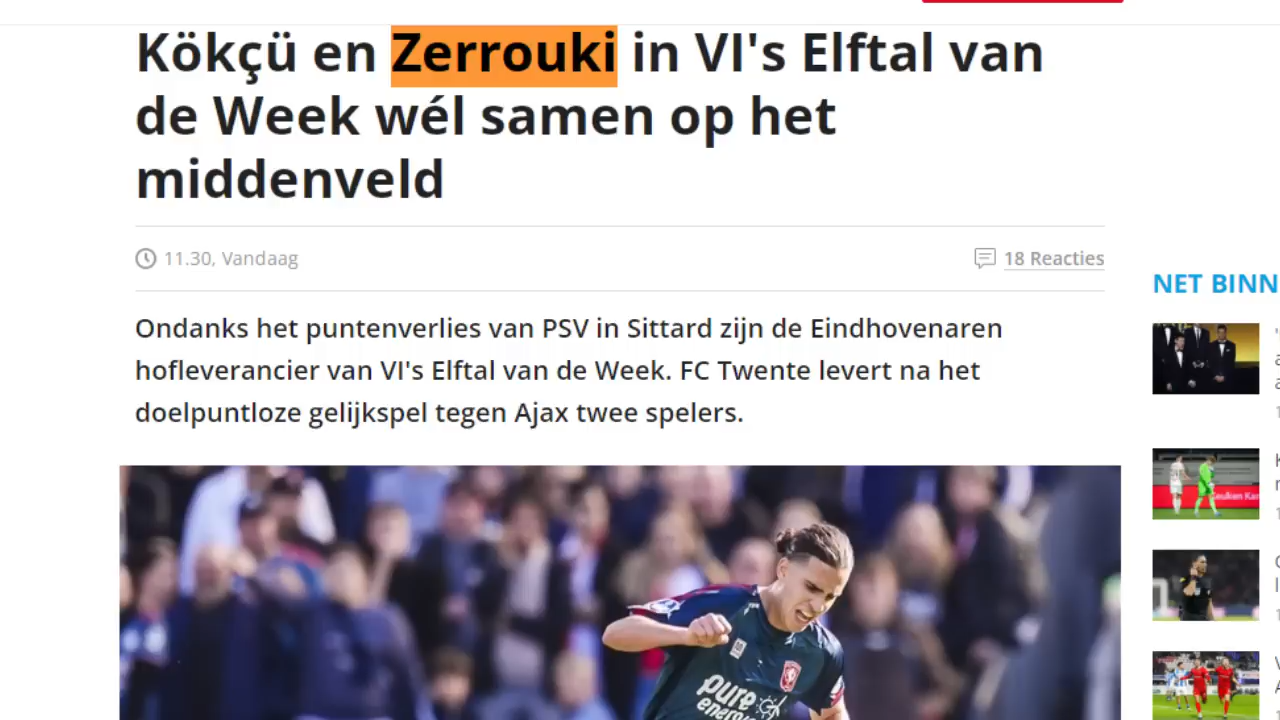 Kökçü en Zerrouki in VI's Elftal van
de Week wél samen op het
middenveld
11.30, Vandaag
18 Reacties
Ondanks het puntenverlies van PSV in Sittard zijn de Eindhovenaren
hofleverancier van VI's Elftal van de Week. FC Twente levert na het
doelpuntloze gelijkspel tegen Ajax twee spelers.
NET BINN
pure